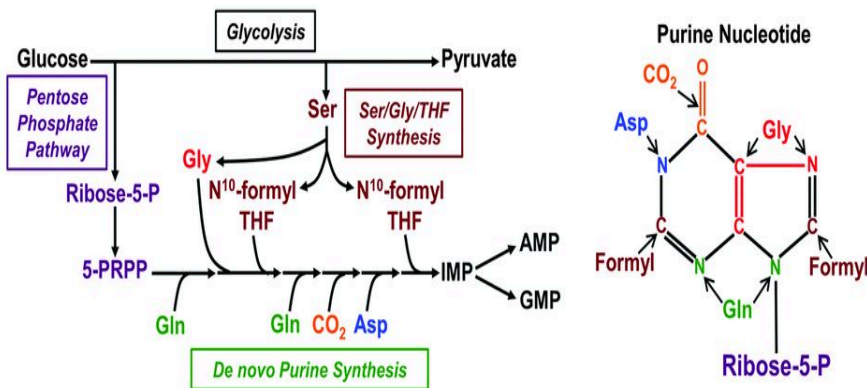 Glycolysis
Glucose
Pyruvate
Pentose
Phosphate
Pathway
Ser
Ser/Gly/THF
Synthesis
Gly
Ribose-5-P
N10-formyl
THF
N10-formyl
THF
5-PRPP
IMP
AMP
GMP
Gln
Gln
CO2
Asp
De novo Purine Synthesis
Purine Nucleotide
CO2
O
Asp
C
Gly
N
C
N
C
C
C
Formyl
N
N
Formyl
Gln
Ribose-5-P